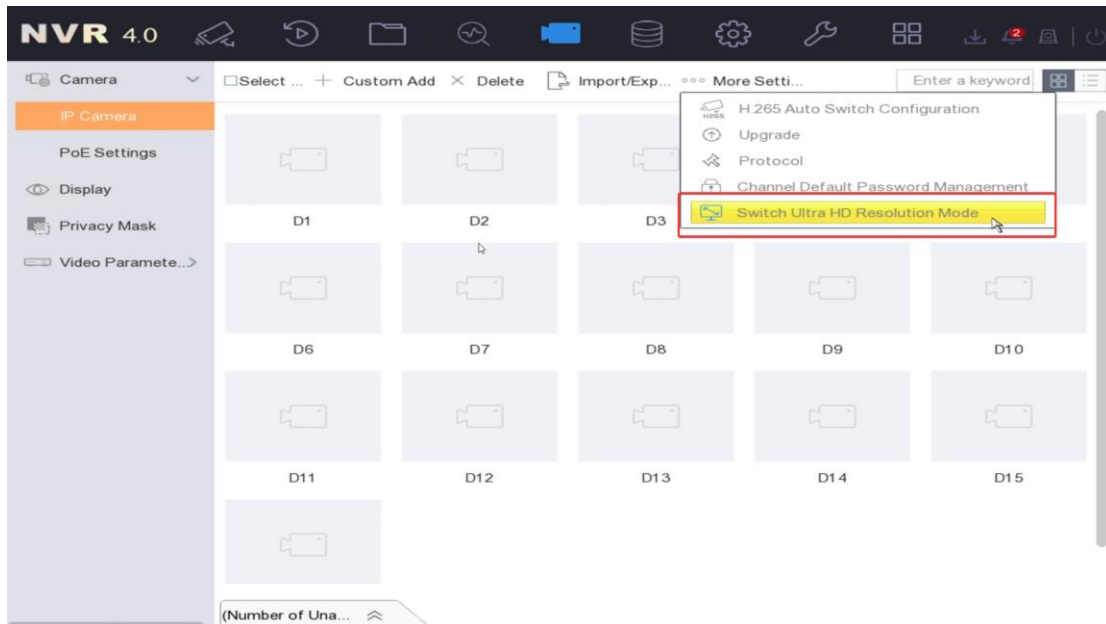 NVR 4.0
2
Camera
Select ... + Custom Add × Delete Import/Exp... More Setti... Enter a keyword
IP Camera
H.265 Auto Switch Configuration
H265
Upgrade
PoE Settings
Protocol
Display
Channel Default Password Management
Privacy Mask
D1 D2 D3
Switch Ultra HD Resolution Mode
Video Paramete...>
D6 D7 D8 D9 D10
D11 D12 D13 D14 D15
(Number of Una...